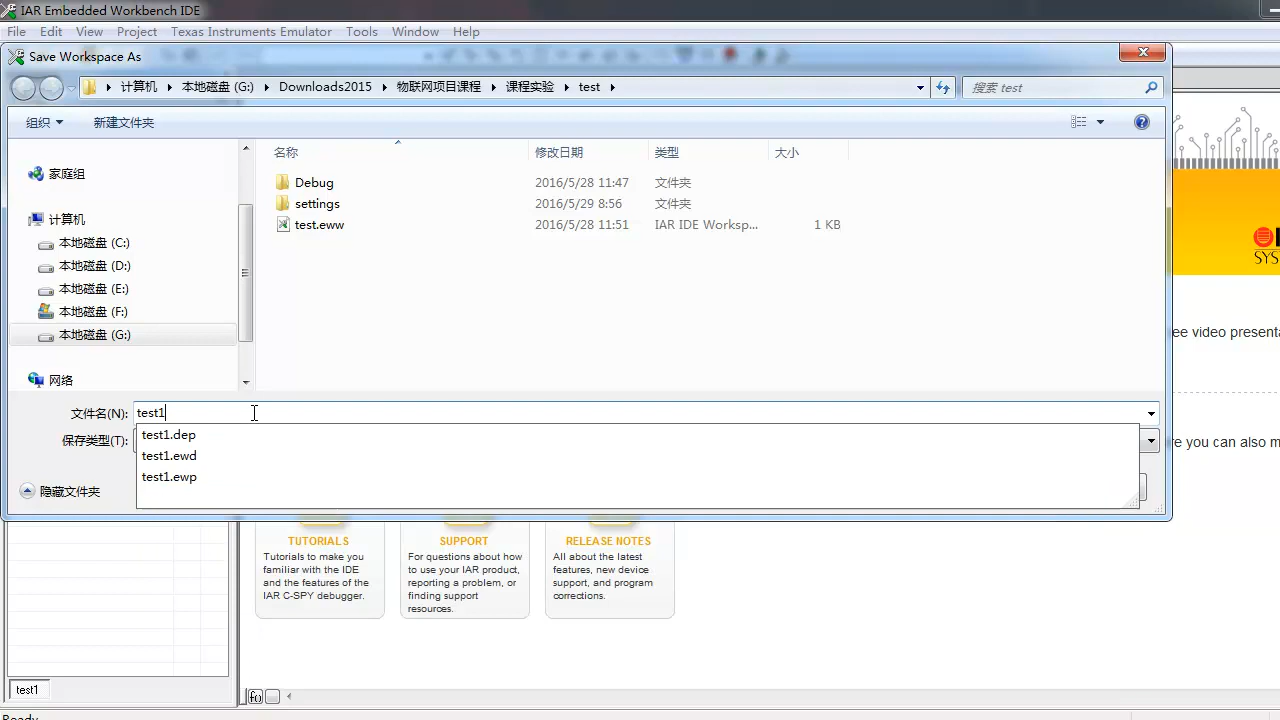 IAR Embedded Workbench IDE
File Edit View Project Texas Instruments Emulator Tools Window Help
Save Workspace As
计算机 本地磁盘 (G:) Downloads2015 物联网项目课程 课程实验 test
搜索 test
组织 新建文件夹
名称 修改日期 类型 大小
Debug 2016/5/28 11:47 文件夹
settings 2016/5/29 8:56 文件夹
test.eww 2016/5/28 11:51 IAR IDE Worksp... 1 KB
家庭组
计算机
本地磁盘 (C:)
本地磁盘 (D:)
本地磁盘 (E:)
本地磁盘 (F:)
本地磁盘 (G:)
网络
文件名(N): test1
保存类型(T):
test1.dep
test1.ewd
test1.ewp
隐藏文件夹
ee video presenta
e you can also m
TUTORIALS
Tutorials to make you
familiar with the IDE
and the features of the
IAR C-SPY debugger.
SUPPORT
For questions about how
to use your IAR product,
reporting a problem, or
finding support
resources.
RELEASE NOTES
All about the latest
features, new device
support, and program
corrections.
test1
Ready